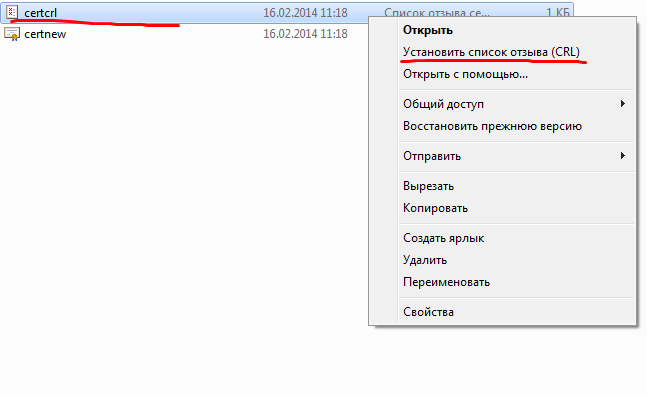 certcrl 16.02.2014 11:18 Список отзыва се... 1 КБ
certnew 16.02.2014 11:18
Открыть
Установить список отзыва (CRL)
Открыть с помощью...
Общий доступ
Восстановить прежнюю версию
Отправить
Вырезать
Копировать
Создать ярлык
Удалить
Переименовать
Свойства